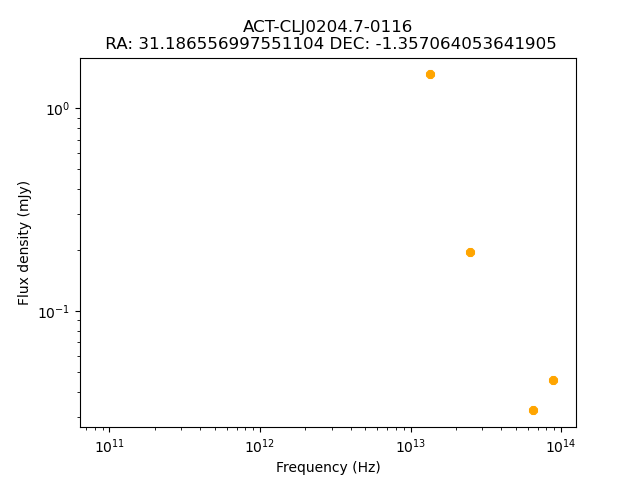 ACT-CLJ0204.7-0116
RA: 31.186556997551104 DEC: -1.357064053641905
Flux density (mJy)
10⁰
10⁻¹
10¹¹ 10¹² 10¹³ 10¹⁴
Frequency (Hz)